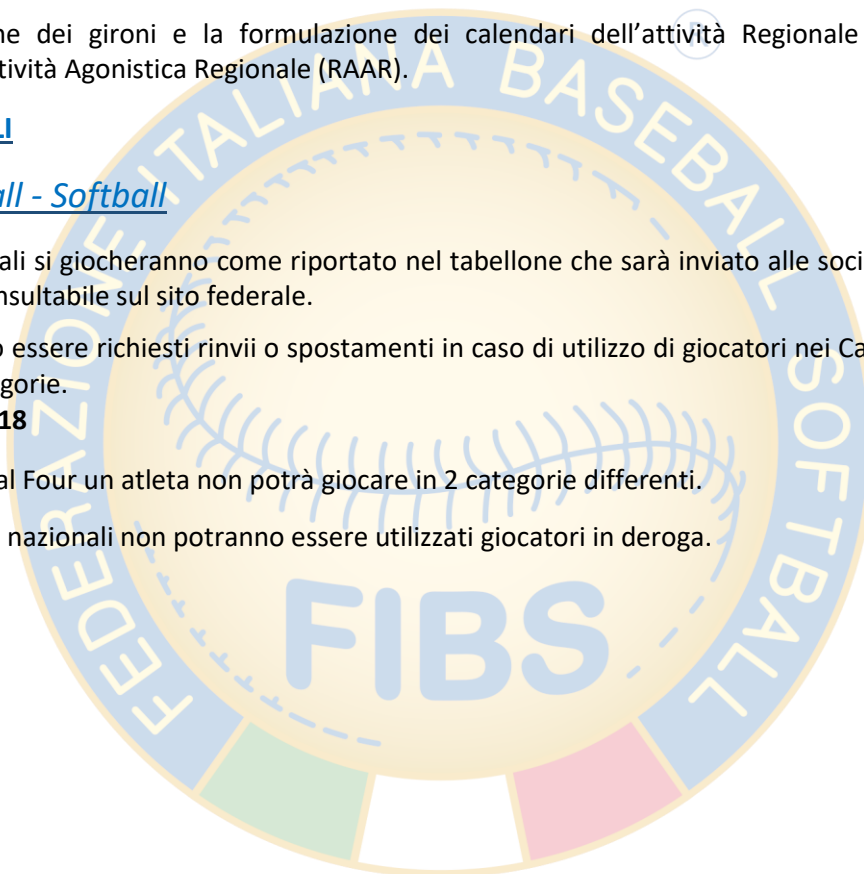 ne dei gironi e la formulazione dei calendari dell'attività Regionale
tività Agonistica Regionale (RAAR).
LI
all - Softball
ali si giocheranno come riportato nel tabellone che sarà inviato alle soci
nsultabile sul sito federale.
o essere richiesti rinvii o spostamenti in caso di utilizzo di giocatori nei Ca
gorie.
18
al Four un atleta non potrà giocare in 2 categorie differenti.
nazionali non potranno essere utilizzati giocatori in deroga.
FEDERAZIONE ITALIANA BASEBALL SOFTBALL
®
FIBS